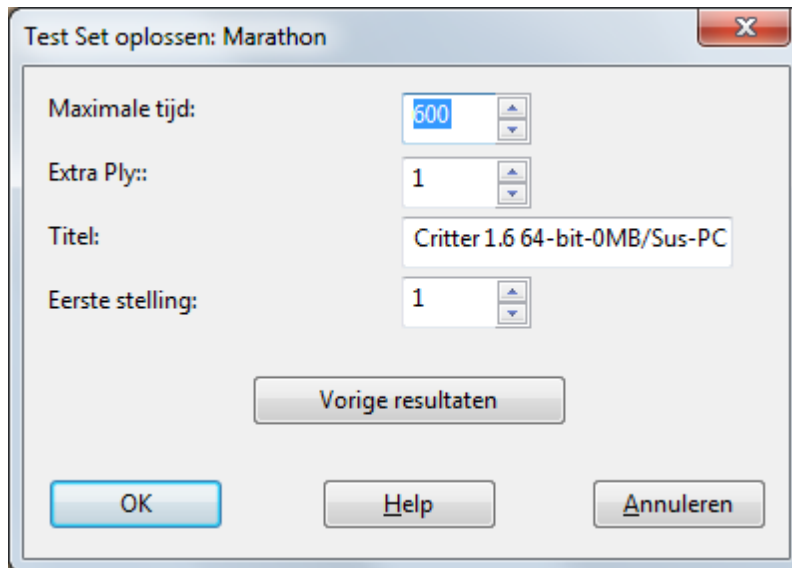 Test Set oplossen: Marathon
Maximale tijd: 600
Extra Ply:: 1
Titel: Critter 1.6 64-bit-0MB/Sus-PC
Eerste stelling: 1
Vorige resultaten
OK Help Annuleren